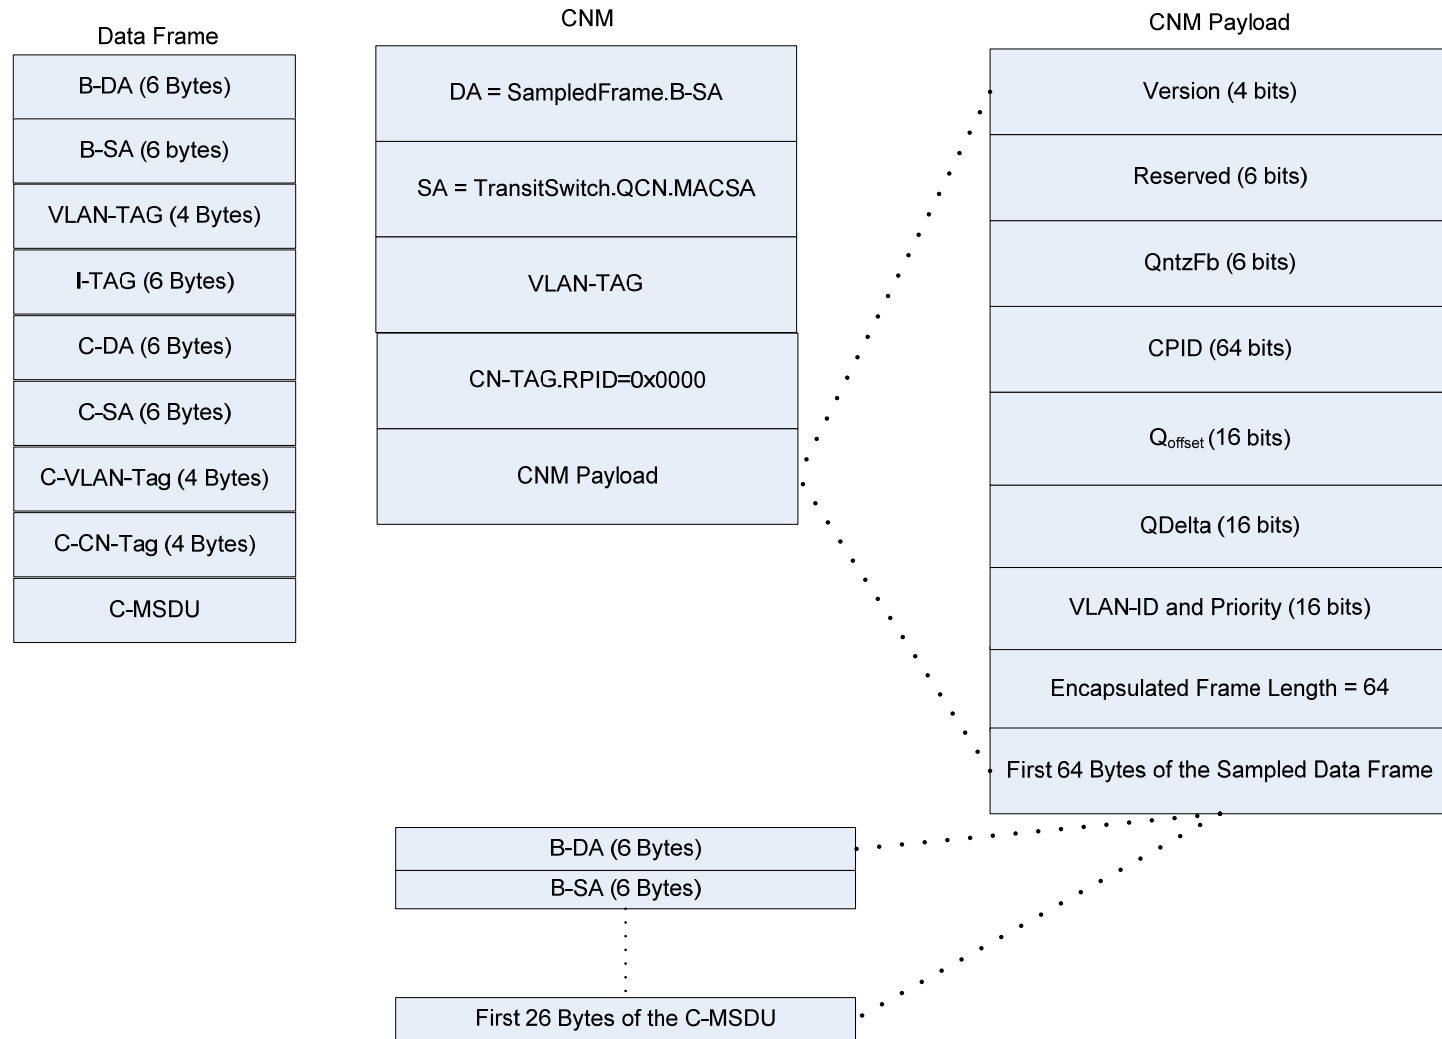 Data Frame
B-DA (6 Bytes)
B-SA (6 bytes)
VLAN-TAG (4 Bytes)
I-TAG (6 Bytes)
C-DA (6 Bytes)
C-SA (6 Bytes)
C-VLAN-Tag (4 Bytes)
C-CN-Tag (4 Bytes)
C-MSDU
CNM
DA = SampledFrame.B-SA
SA = TransitSwitch.QCN.MACSA
VLAN-TAG
CN-TAG.RPID=0x0000
CNM Payload
CNM Payload
Version (4 bits)
Reserved (6 bits)
QntzFb (6 bits)
CPID (64 bits)
Qoffset (16 bits)
QDelta (16 bits)
VLAN-ID and Priority (16 bits)
Encapsulated Frame Length = 64
First 64 Bytes of the Sampled Data Frame
B-DA (6 Bytes)
B-SA (6 Bytes)
First 26 Bytes of the C-MSDU